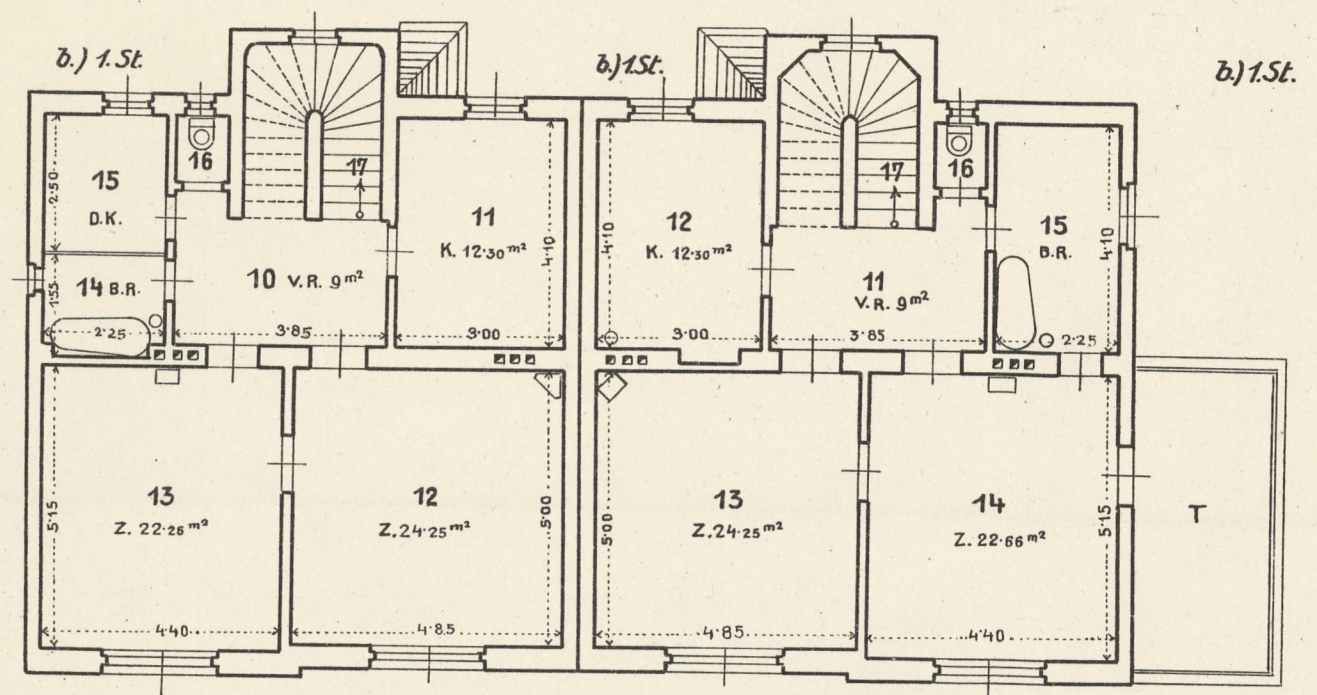 b.) 1. St.
b.) 1. St.
b.) 1. St.
16
17
17
16
2·50
15
D.K.
11
K. 12·30 m²
4·10
4·10
12
K. 12·30 m²
15
B.R.
4·10
1·55
14 B.R.
10 V.R. 9 m²
11
V.R. 9 m²
2·25
3·85
3·00
3·00
3·85
2·25
5·15
13
Z. 22·26 m²
12
Z. 24·25 m²
5·00
5·00
13
Z. 24·25 m²
14
Z. 22·66 m²
5·15
T
4·40
4·85
4·85
4·40